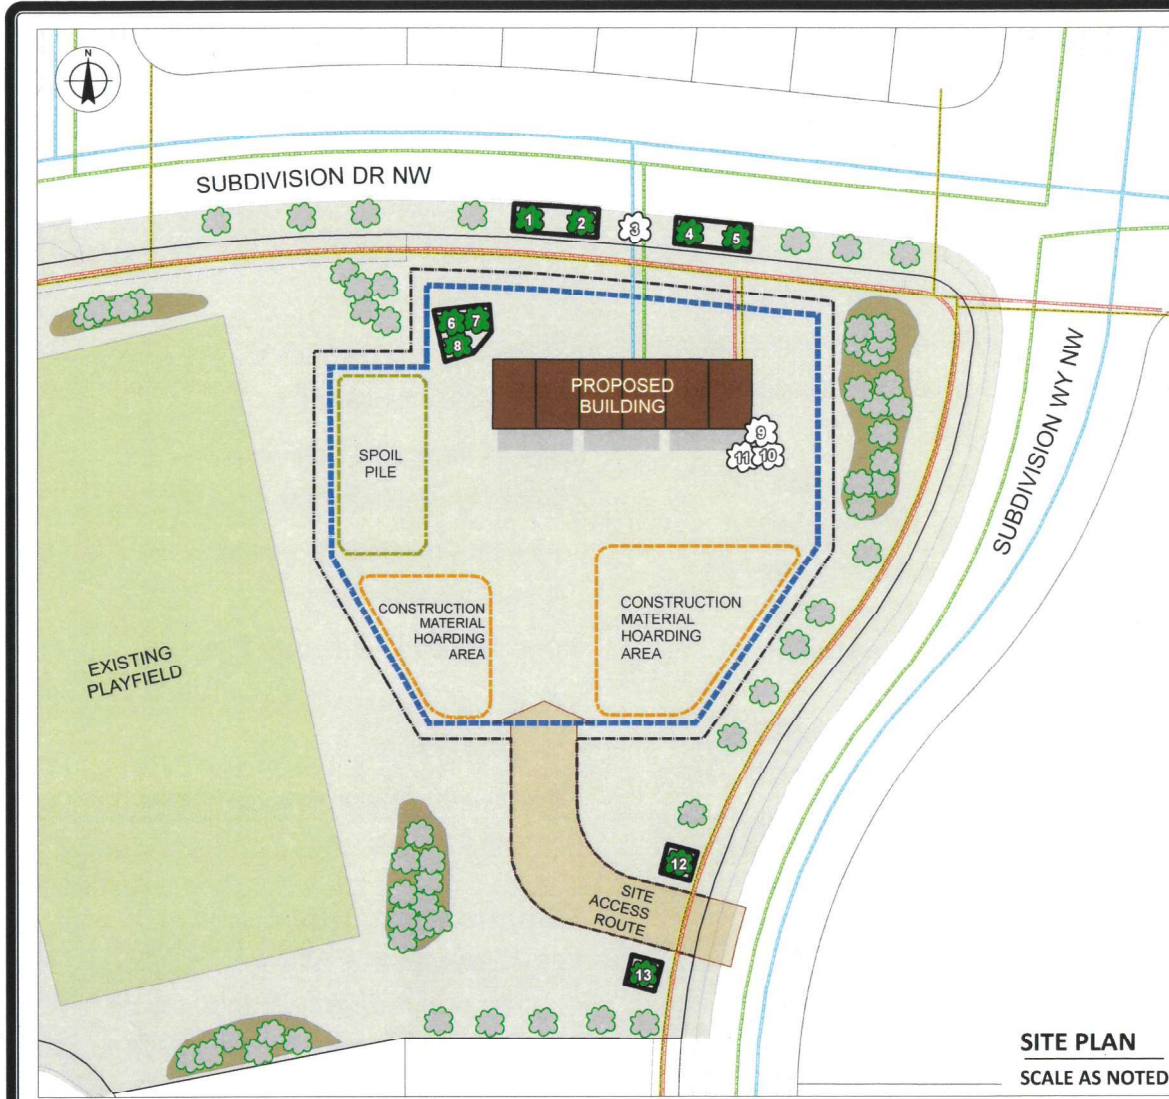 N
SUBDIVISION DR NW
1
2
3
4
5
6
7
8
PROPOSED
BUILDING
9
11
10
SPOIL
PILE
SUBDIVISION WY NW
CONSTRUCTION
MATERIAL
HOARDING
AREA
CONSTRUCTION
MATERIAL
HOARDING
AREA
EXISTING
PLAYFIELD
12
SITE
ACCESS
ROUTE
13
SITE PLAN
SCALE AS NOTED